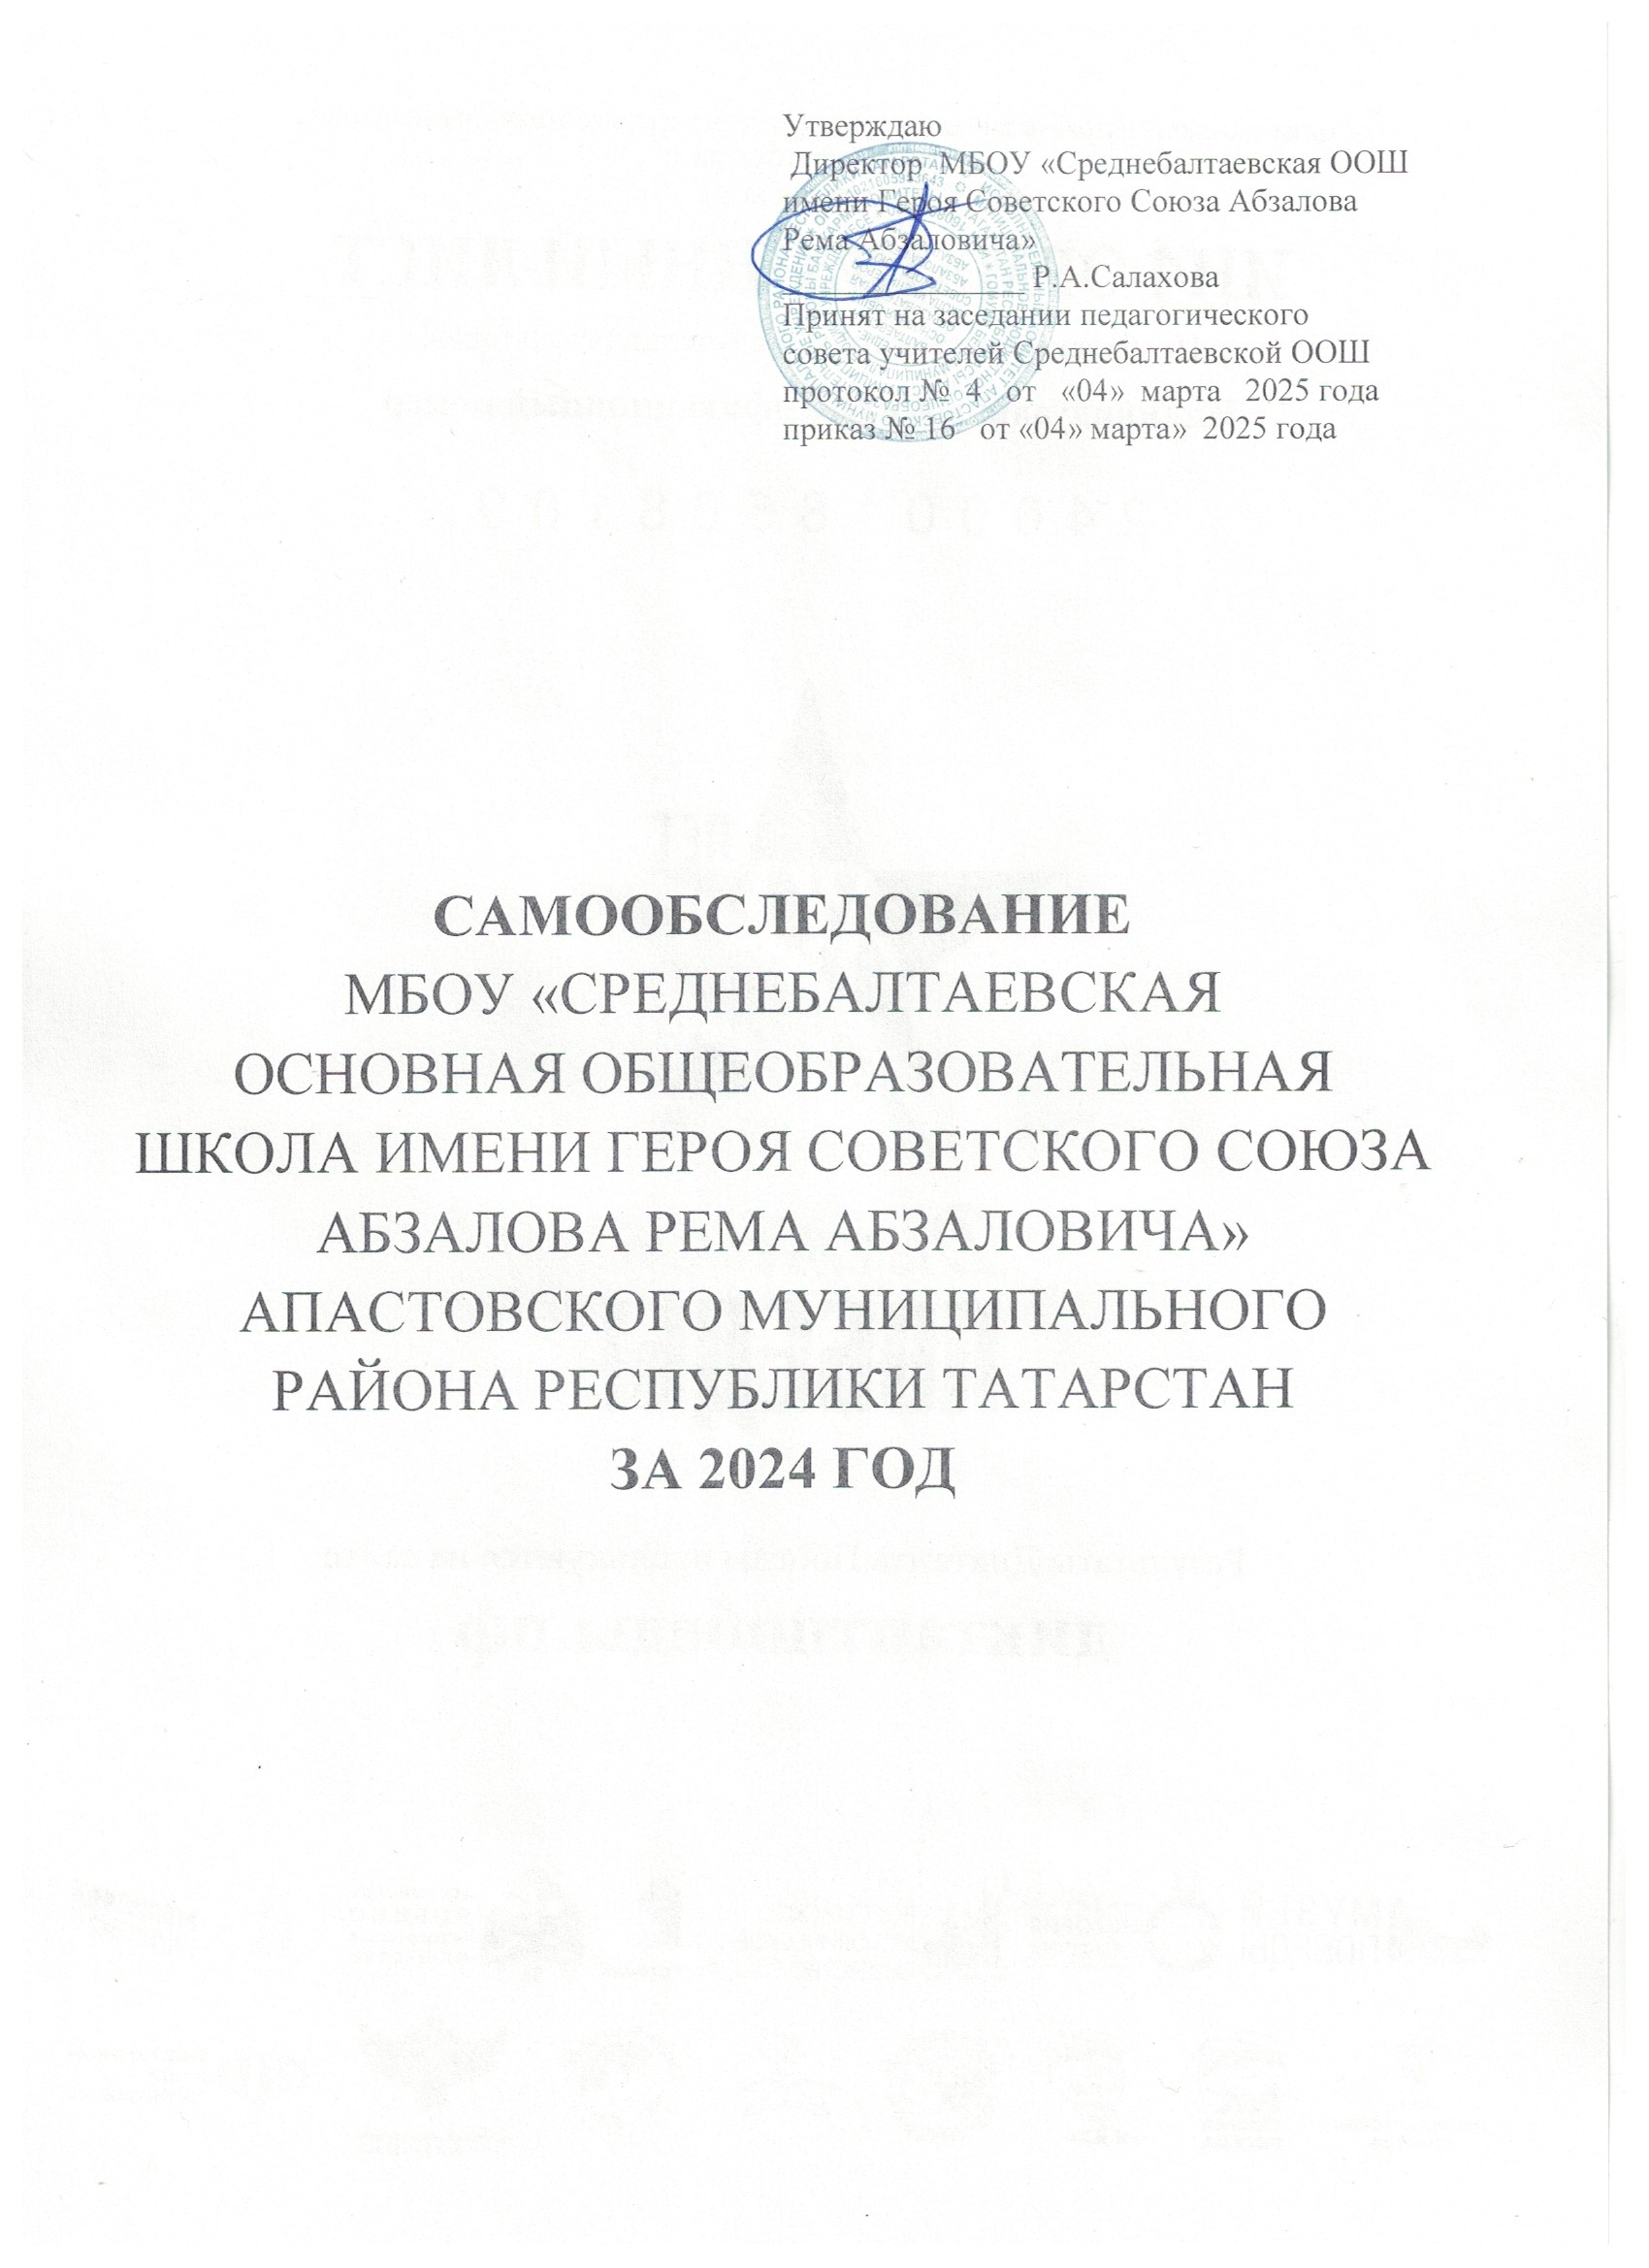 Утверждаю
Директор МБОУ «Среднебалтаевская ООШ
имени Героя Советского Союза Абзалова
Рема Абзаловича»
_______________ Р.А.Салахова
Принят на заседании педагогического
совета учителей Среднебалтаевской ООШ
протокол № 4 от «04» марта 2025 года
приказ № 16 от «04» марта» 2025 года
САМООБСЛЕДОВАНИЕ
МБОУ «СРЕДНЕБАЛТАЕВСКАЯ
ОСНОВНАЯ ОБЩЕОБРАЗОВАТЕЛЬНАЯ
ШКОЛА ИМЕНИ ГЕРОЯ СОВЕТСКОГО СОЮЗА
АБЗАЛОВА РЕМА АБЗАЛОВИЧА»
АПАСТОВСКОГО МУНИЦИПАЛЬНОГО
РАЙОНА РЕСПУБЛИКИ ТАТАРСТАН
ЗА 2024 ГОД